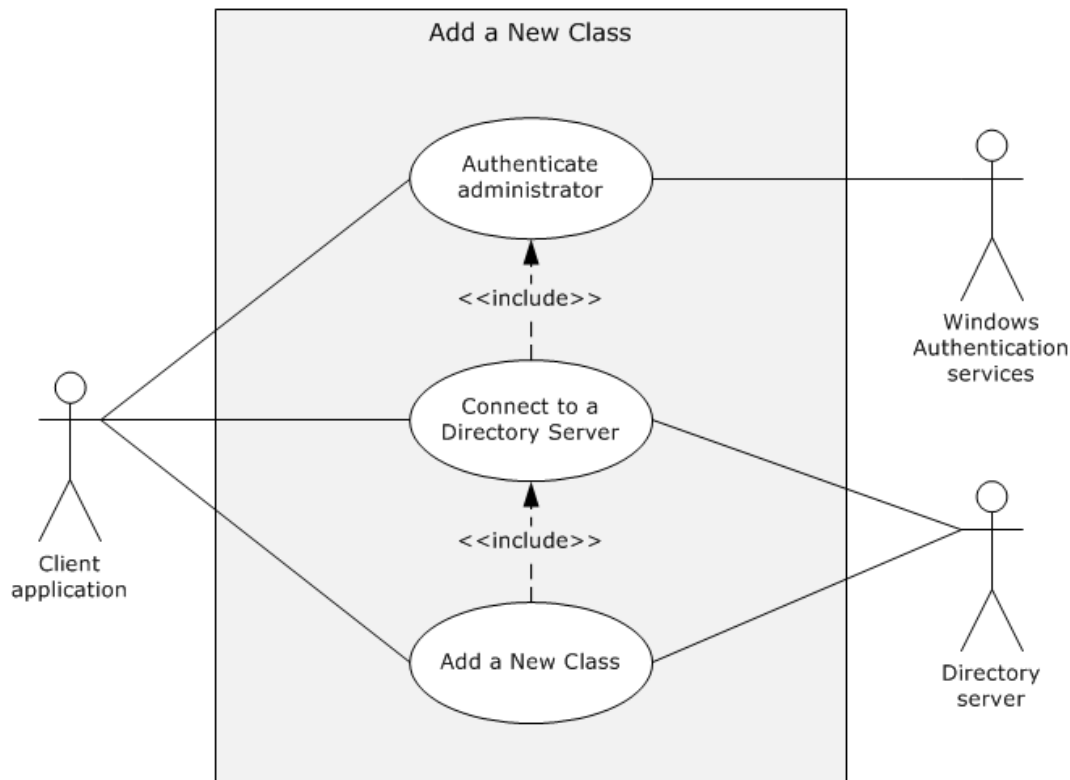 Add a New Class
Authenticate
administrator
<<include>>
Windows
Authentication
services
Connect to a
Directory Server
<<include>>
Client
application
Add a New Class
Directory
server